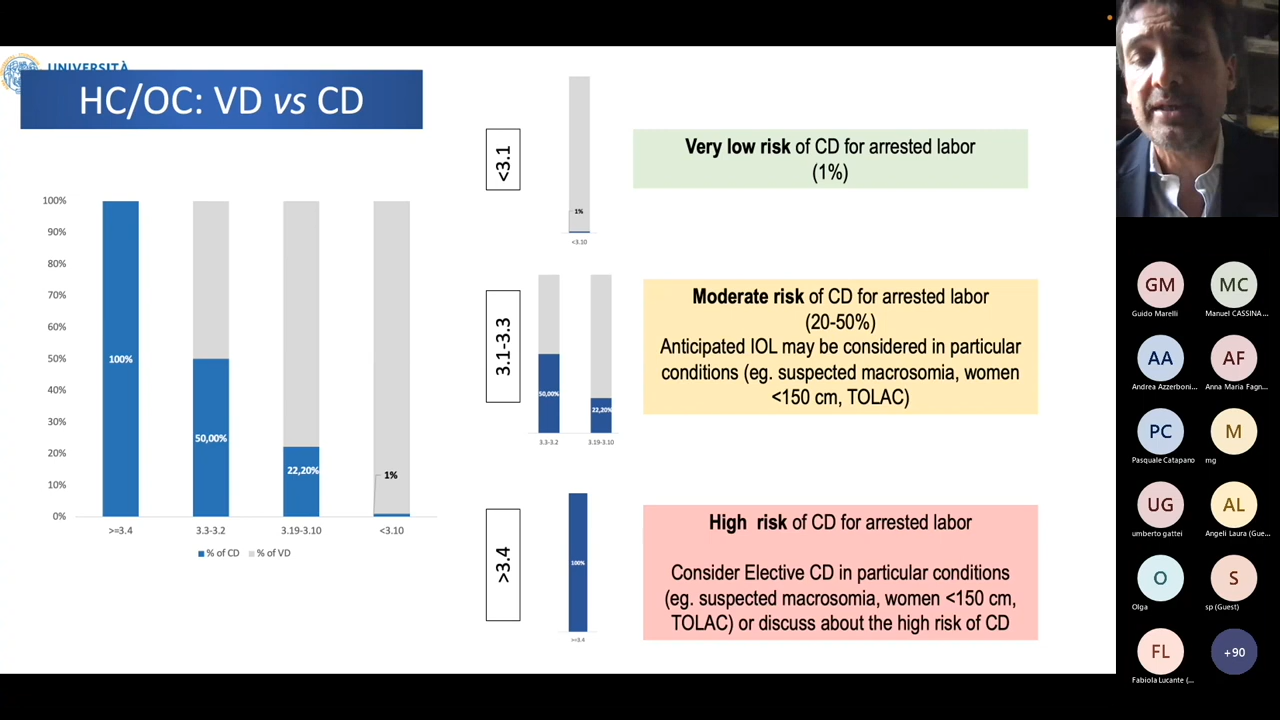 UNIVERSITÀ
HC/OC: VD vs CD
100%
90%
80%
70%
60%
50%
40%
30%
20%
10%
0%
100%
50,00%
22,20%
1%
>=3.4
3.3-3.2
3.19-3.10
<3.10
% of CD
% of VD
<3.1
1%
<3.10
Very low risk of CD for arrested labor
(1%)
3.1-3.3
50,00%
22,20%
3.3-3.2
3.19-3.10
Moderate risk of CD for arrested labor
(20-50%)
Anticipated IOL may be considered in particular
conditions (eg. suspected macrosomia, women
<150 cm, TOLAC)
>3.4
100%
>=3.4
High risk of CD for arrested labor
Consider Elective CD in particular conditions
(eg. suspected macrosomia, women <150 cm,
TOLAC) or discuss about the high risk of CD
GM
MC
Guido Marelli
Manuel CASSINA ...
AA
AF
Andrea Azzerboni...
Anna Maria Fagn...
PC
M
Pasquale Catapano
mg
UG
AL
umberto gattei
Angeli Laura (Gue...
O
S
Olga
sp (Guest)
FL
+90
Fabiola Lucante (...